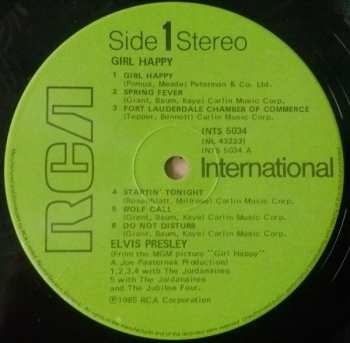 Side 1 Stereo
GIRL HAPPY
1 GIRL HAPPY
(Pomus, Meade) Peterman & Co. Ltd.
2 SPRING FEVER
(Giant, Baum, Kaye) Carlin Music Corp.
3 FORT LAUDERDALE CHAMBER OF COMMERCE
(Tepper, Bennett) Carlin Music Corp.
INTS 5034
(NL 43233)
INTS 5034 A
RCA
International
4 STARTIN' TONIGHT
(Rosenblatt, Millrose) Carlin Music Corp.
5 WOLF CALL
(Giant, Baum, Kaye) Carlin Music Corp.
6 DO NOT DISTURB
(Giant, Baum, Kaye) Carlin Music Corp.
ELVIS PRESLEY
(From the MGM picture "Girl Happy"
A Joe Pasternak Production)
1,2,3,4 with The Jordanaires
5 with The Jordanaires
and The Jubilee Four.
Ⓟ 1965 RCA Corporation